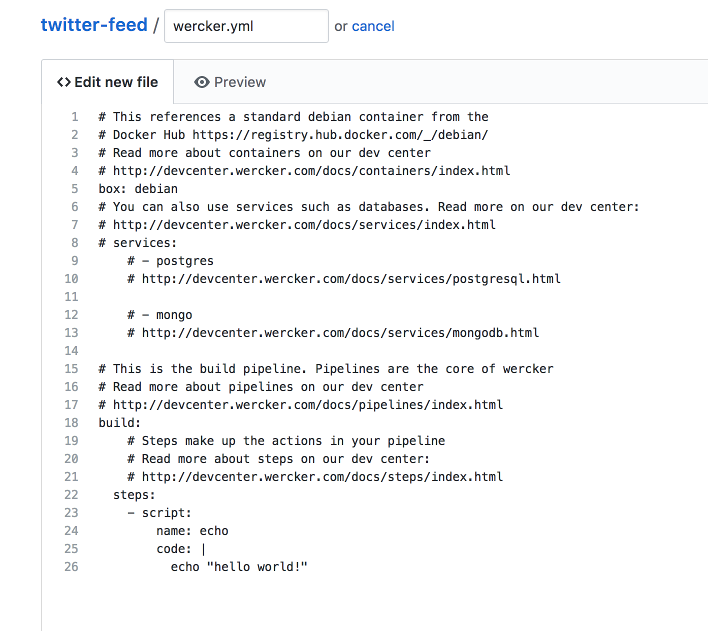 twitter-feed / wercker.yml or cancel
<> Edit new file Preview
1 # This references a standard debian container from the
2 # Docker Hub https://registry.hub.docker.com/_/debian/
3 # Read more about containers on our dev center
4 # http://devcenter.wercker.com/docs/containers/index.html
5 box: debian
6 # You can also use services such as databases. Read more on our dev center:
7 # http://devcenter.wercker.com/docs/services/index.html
8 # services:
9     # - postgres
10     # http://devcenter.wercker.com/docs/services/postgresql.html
11
12     # - mongo
13     # http://devcenter.wercker.com/docs/services/mongodb.html
14
15 # This is the build pipeline. Pipelines are the core of wercker
16 # Read more about pipelines on our dev center
17 # http://devcenter.wercker.com/docs/pipelines/index.html
18 build:
19     # Steps make up the actions in your pipeline
20     # Read more about steps on our dev center:
21     # http://devcenter.wercker.com/docs/steps/index.html
22   steps:
23     - script:
24         name: echo
25         code: |
26           echo "hello world!"